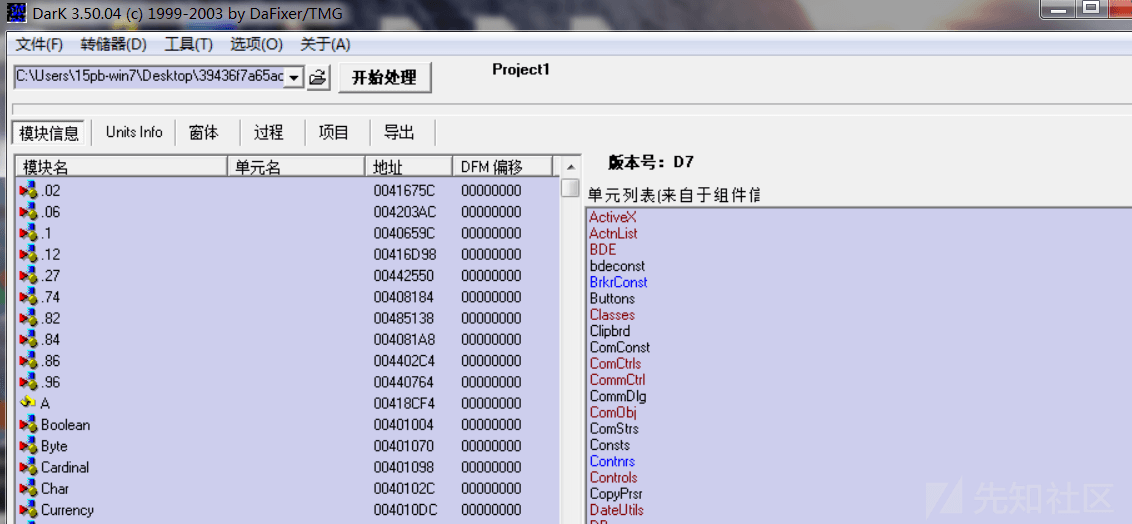 DarK 3.50.04 (c) 1999-2003 by DaFixer/TMG
文件(F) 转储器(D) 工具(T) 选项(O) 关于(A)
C:\Users\15pb-win7\Desktop\39436f7a65ac 开始处理 Project1
模块信息 Units Info 窗体 过程 项目 导出
模块名 单元名 地址 DFM 偏移
.02 0041675C 00000000
.06 004203AC 00000000
.1 0040659C 00000000
.12 00416D98 00000000
.27 00442550 00000000
.74 00408184 00000000
.82 00485138 00000000
.84 004081A8 00000000
.86 004402C4 00000000
.96 00440764 00000000
A 00418CF4 00000000
Boolean 00401004 00000000
Byte 00401070 00000000
Cardinal 00401098 00000000
Char 0040102C 00000000
Currency 004010DC 00000000
版本号：D7
单元列表(来自于组件信
ActiveX
ActnList
BDE
bdeconst
BrkrConst
Buttons
Classes
Clipbrd
ComConst
ComCtrls
CommCtrl
CommDlg
ComObj
ComStrs
Consts
Contnrs
Controls
CopyPrsr
DateUtils
先知社区